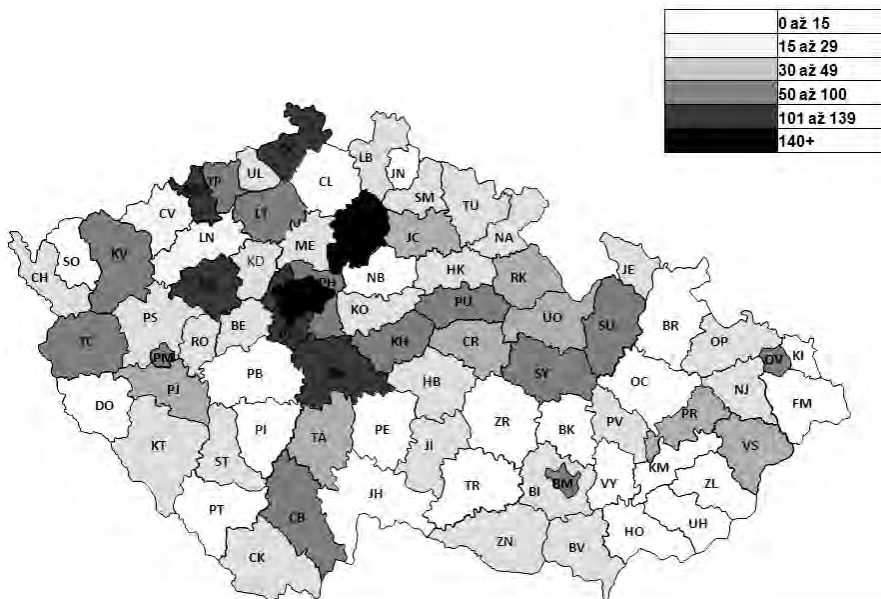 0 až 15
15 až 29
30 až 49
50 až 100
101 až 139
140+
LB
JN
TP
UL
CL
SM
TU
CV
LT
NA
LN
ME
JC
SO
KV
KD
CH
NB
HK
RK
JE
PH
PS
KO
PU
UO
SU
BR
OP
TC
RO
BE
KH
CR
PM
OV
KI
PB
SY
OC
NJ
DO
PJ
HB
FM
PR
KT
PI
TA
PE
ZR
BK
PV
VS
ST
JI
KM
PT
JH
TR
BI
BM
VY
ZL
CB
HO
UH
CK
ZN
BV